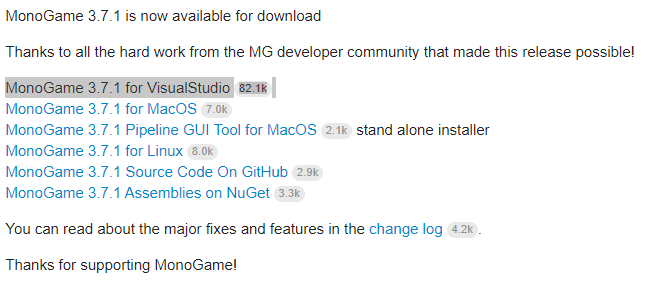 MonoGame 3.7.1 is now available for download
Thanks to all the hard work from the MG developer community that made this release possible!
MonoGame 3.7.1 for VisualStudio 82.1k
MonoGame 3.7.1 for MacOS 7.0k
MonoGame 3.7.1 Pipeline GUI Tool for MacOS 2.1k stand alone installer
MonoGame 3.7.1 for Linux 8.0k
MonoGame 3.7.1 Source Code On GitHub 2.9k
MonoGame 3.7.1 Assemblies on NuGet 3.3k
You can read about the major fixes and features in the change log 4.2k.
Thanks for supporting MonoGame!